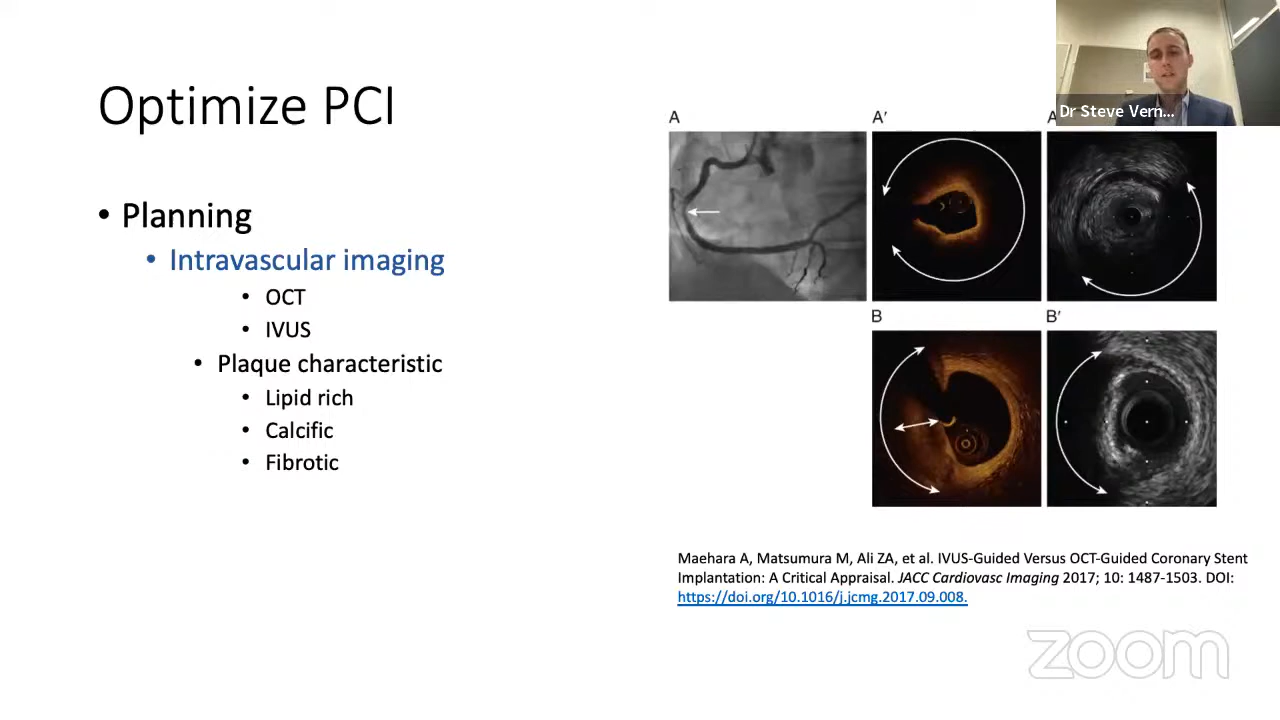 Optimize PCI
• Planning
• Intravascular imaging
• OCT
• IVUS
• Plaque characteristic
• Lipid rich
• Calcific
• Fibrotic
A
A′
A
Dr Steve Vern...
B
B′
Maehara A, Matsumura M, Ali ZA, et al. IVUS-Guided Versus OCT-Guided Coronary Stent
Implantation: A Critical Appraisal. JACC Cardiovasc Imaging 2017; 10: 1487-1503. DOI:
https://doi.org/10.1016/j.jcmg.2017.09.008.
zoom